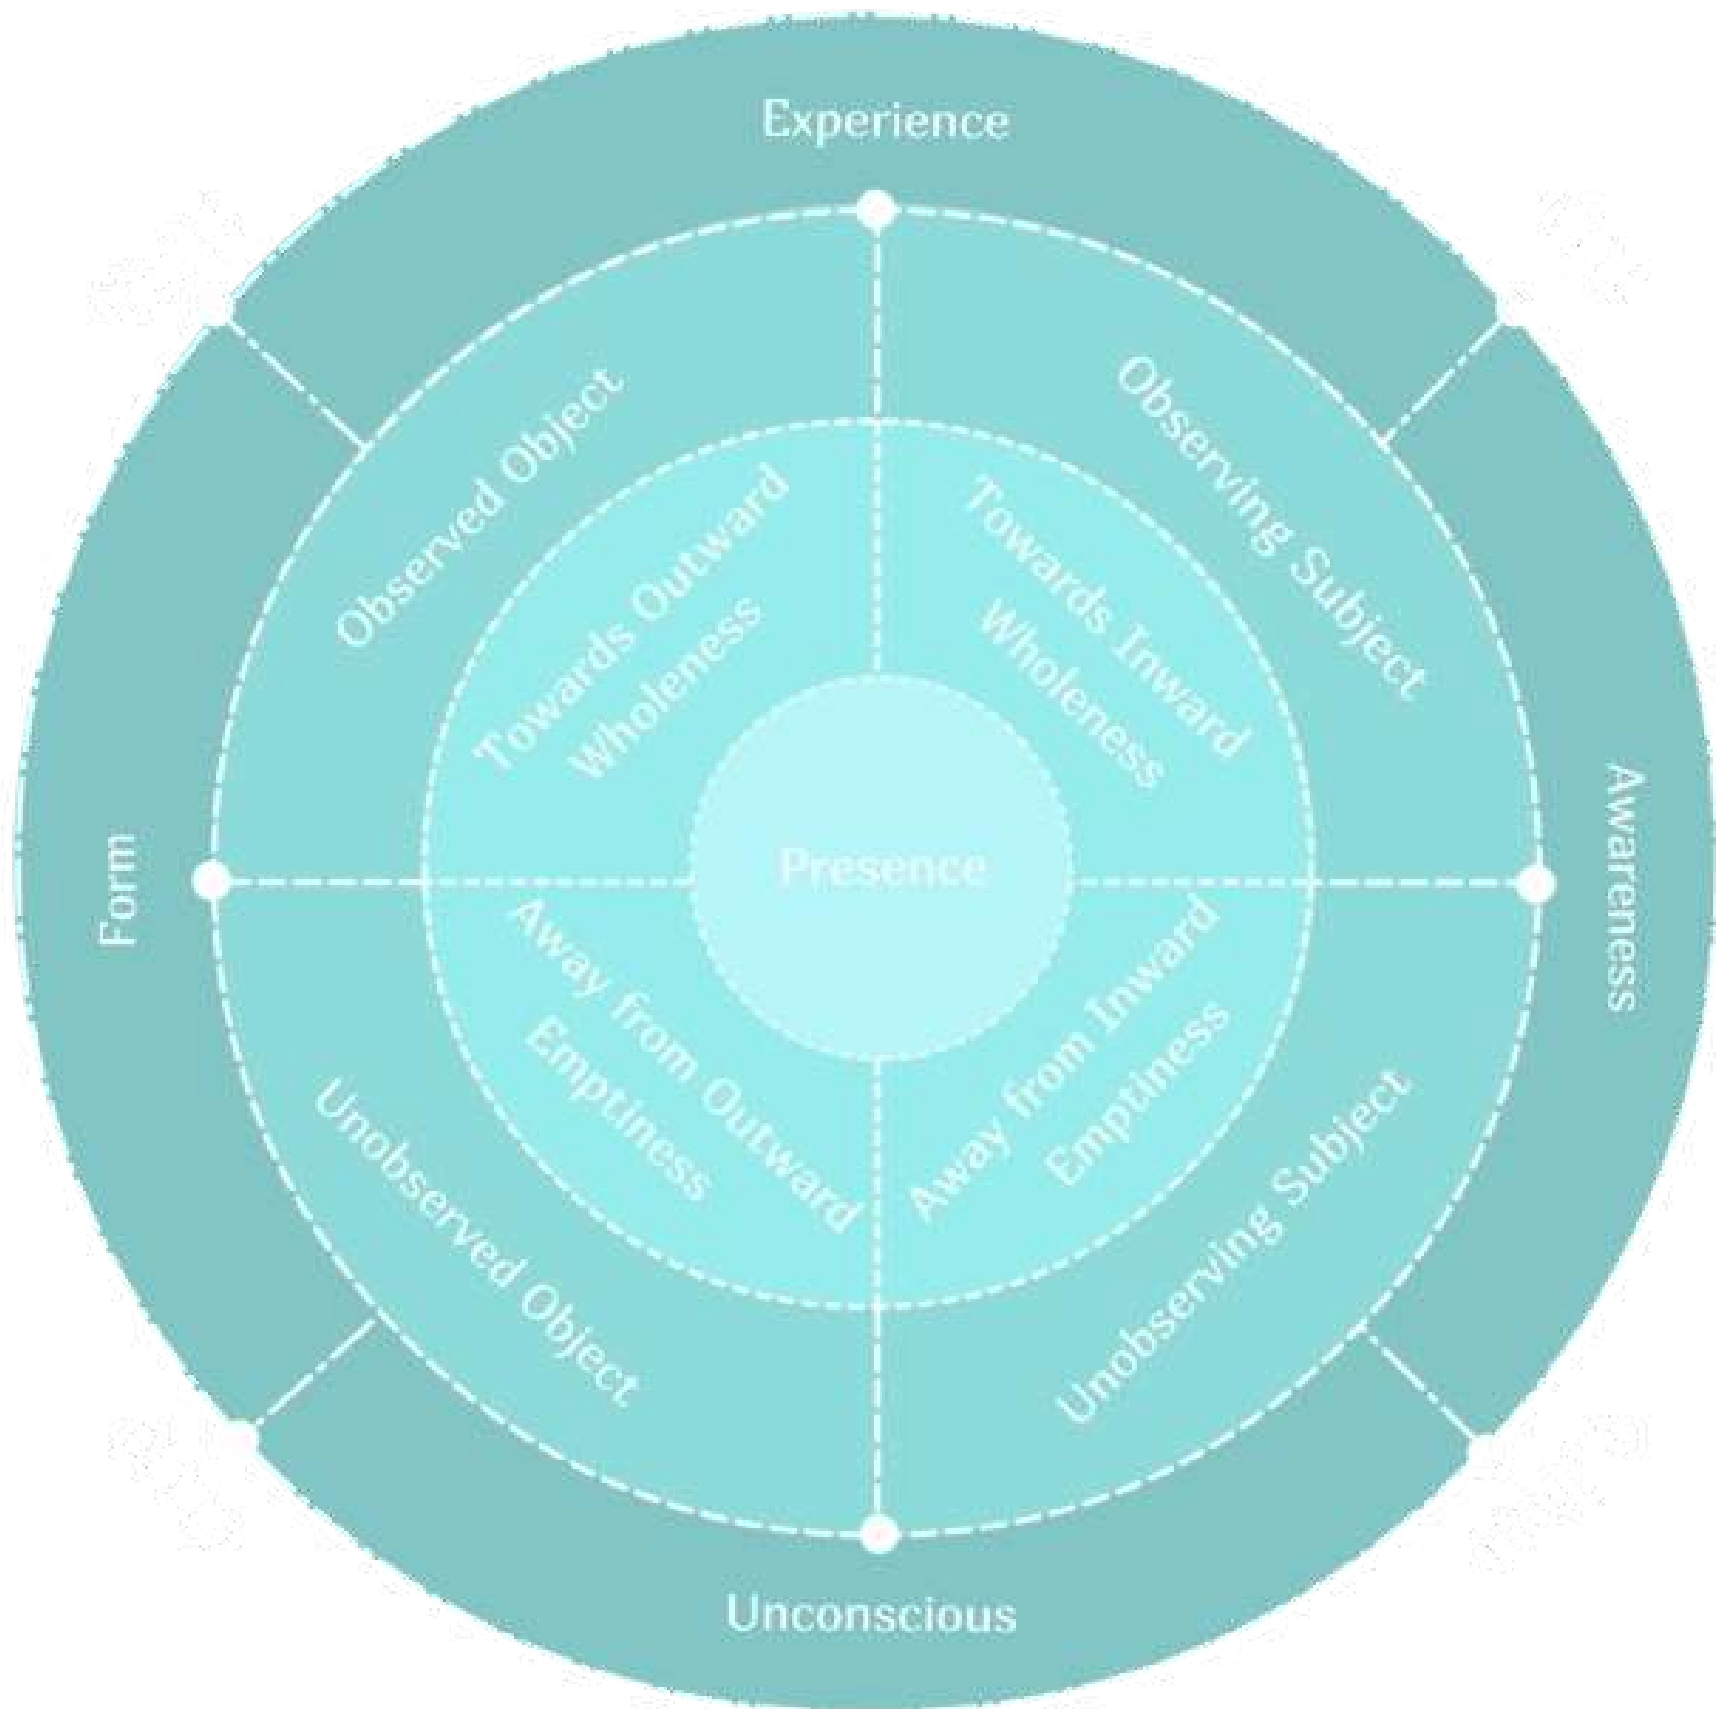 Experience
Observed Object
Observing Subject
Towards Outward
Wholeness
Towards Inward
Wholeness
Form
Presence
Awareness
Away from Outward
Emptiness
Away from Inward
Emptiness
Unobserved Object
Unobserving Subject
Unconscious